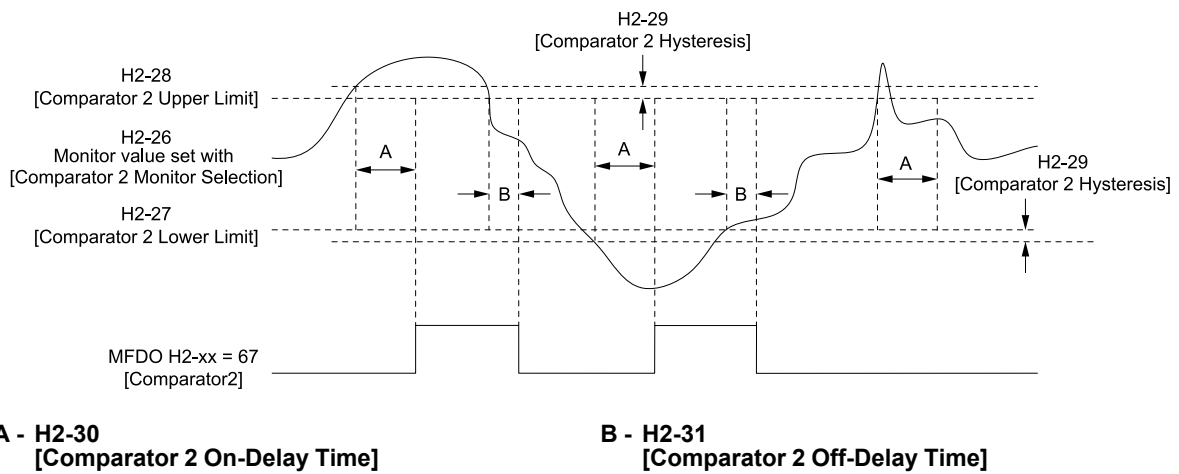 H2-29
[Comparator 2 Hysteresis]
H2-28
[Comparator 2 Upper Limit]
H2-26
Monitor value set with
[Comparator 2 Monitor Selection]
H2-27
[Comparator 2 Lower Limit]
A
B
A
B
A
H2-29
[Comparator 2 Hysteresis]
MFDO H2-xx = 67
[Comparator2]
A - H2-30
[Comparator 2 On-Delay Time]
B - H2-31
[Comparator 2 Off-Delay Time]